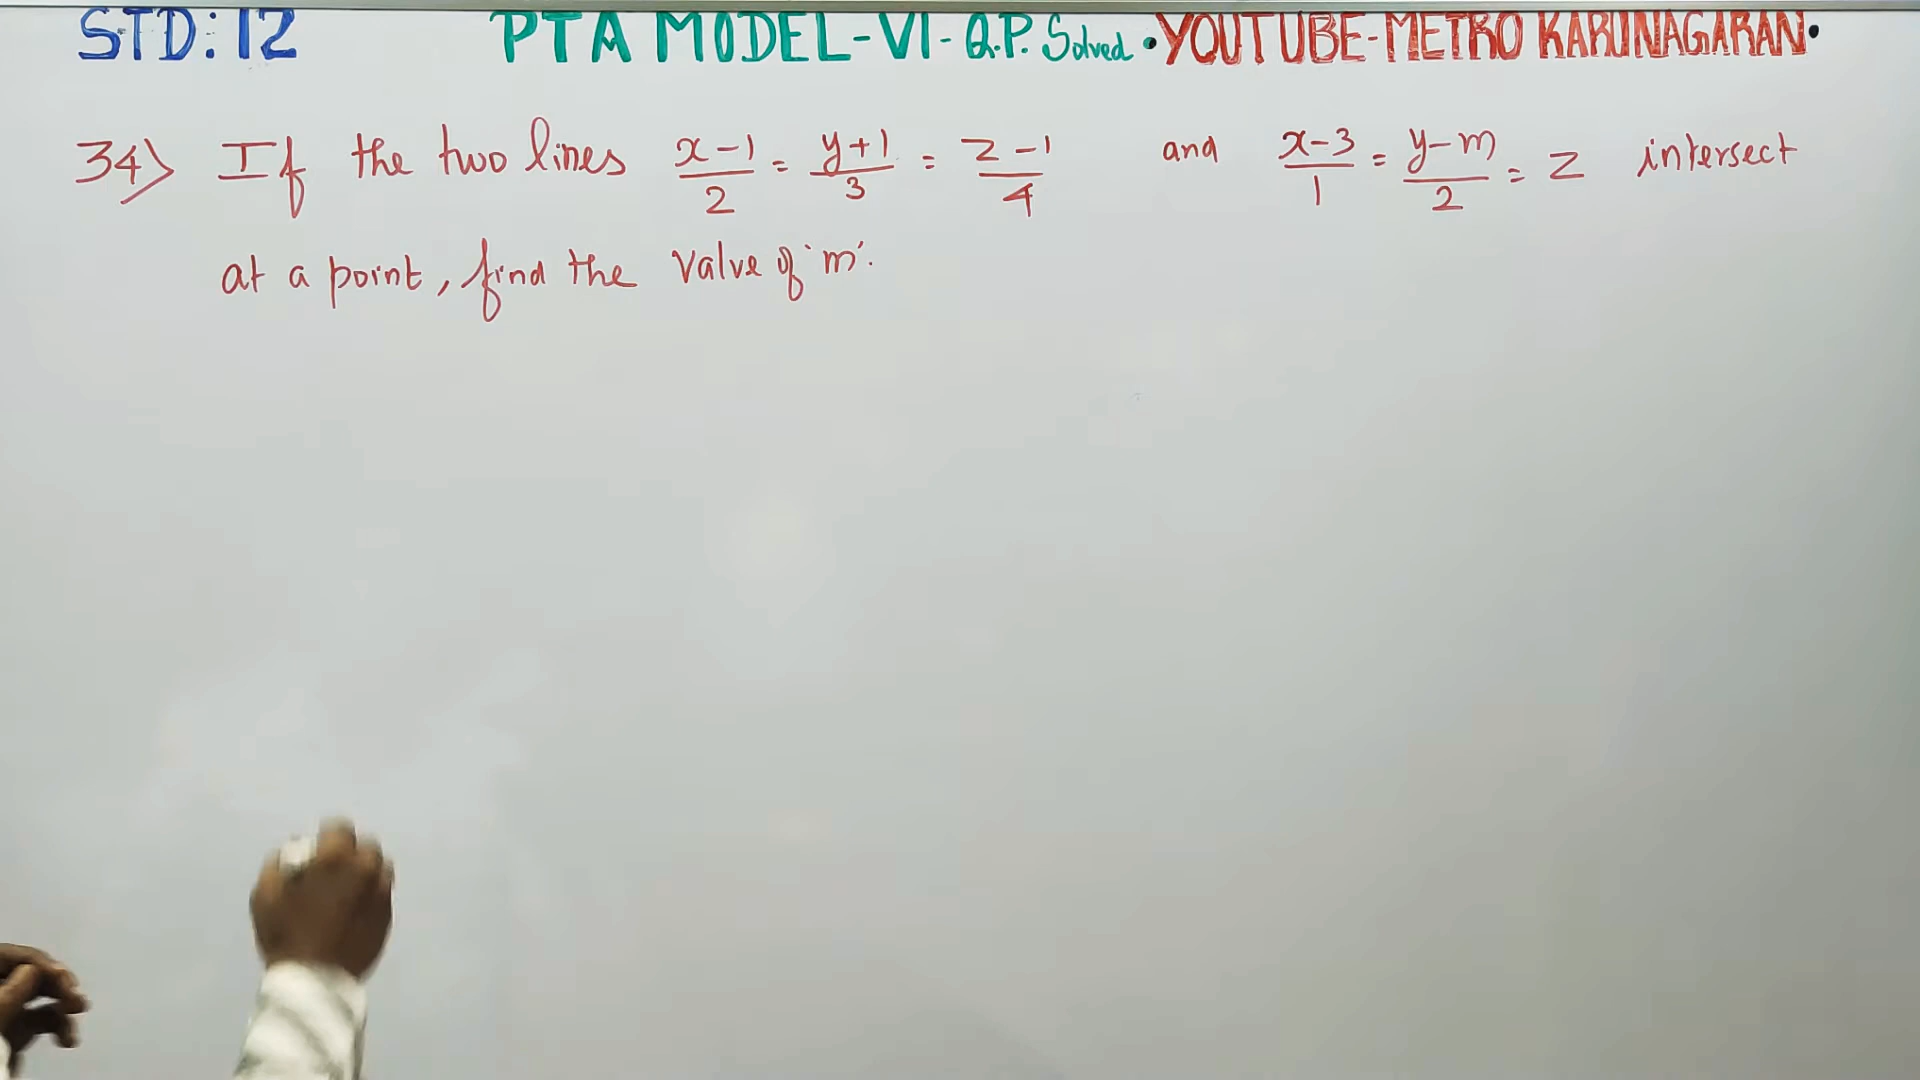 STD: 12 PTA MODEL-VI-Q.P. Solved •YOUTUBE-METRO KARUNAGARAN•
34) If the two lines x-1/2 = y+1/3 = z-1/4 and x-3/1 = y-m/2 = z intersect
at a point, find the value of 'm'.